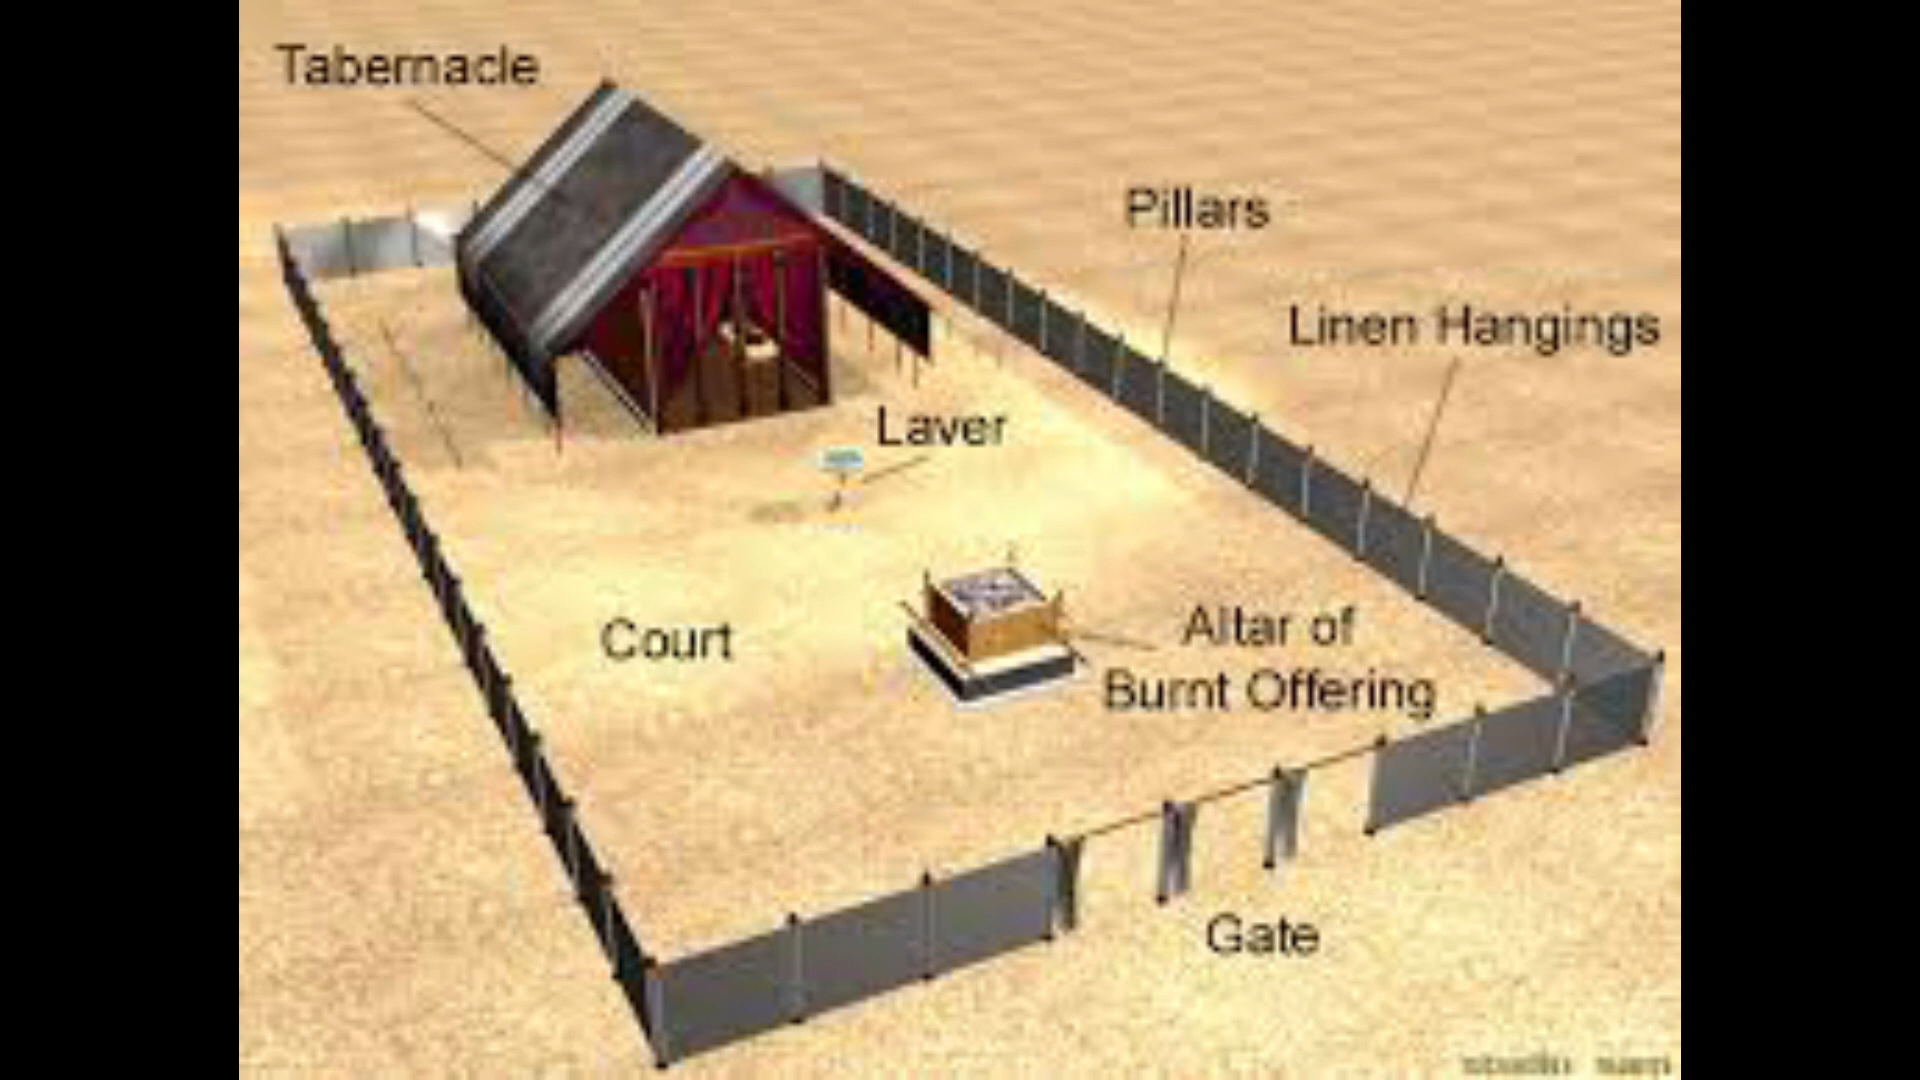 Tabernacle
Pillars
Linen Hangings
Laver
Court
Altar of
Burnt Offering
Gate